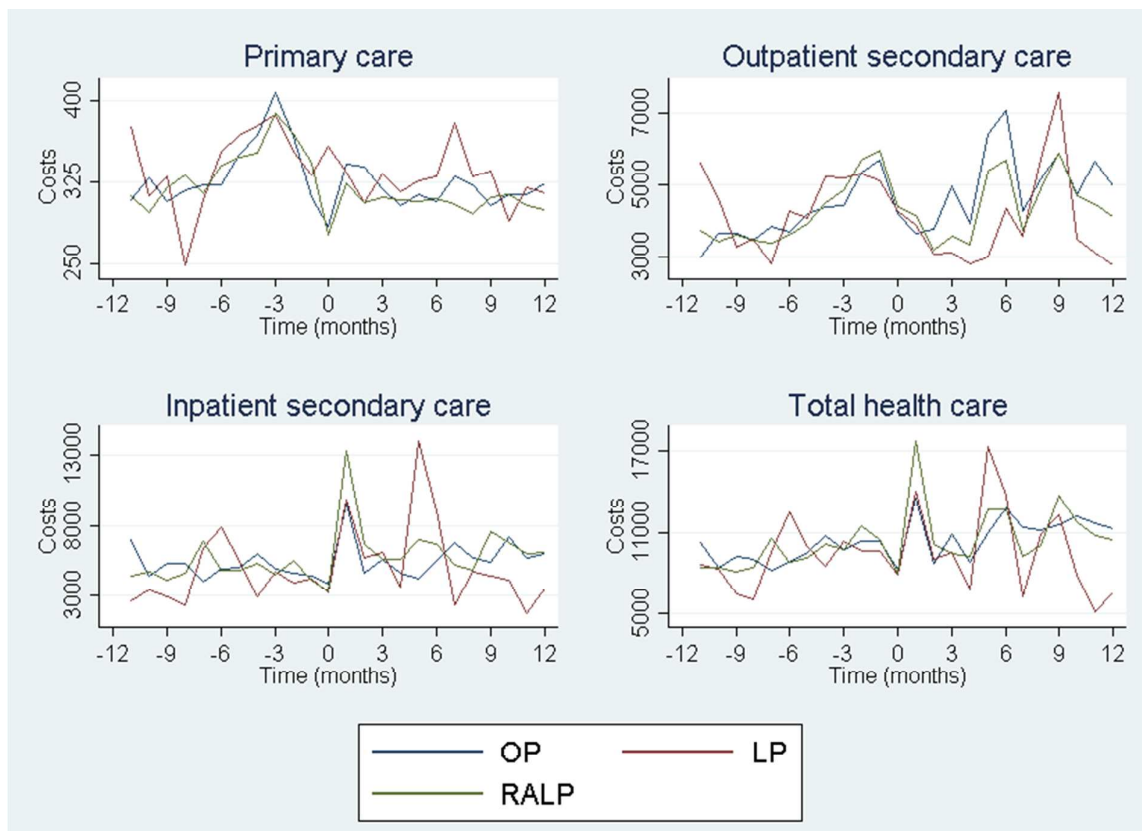 Primary care
Costs
400
325
250
-12 -9 -6 -3 0 3 6 9 12
Time (months)
Outpatient secondary care
Costs
7000
5000
3000
-12 -9 -6 -3 0 3 6 9 12
Time (months)
Inpatient secondary care
Costs
13000
8000
3000
-12 -9 -6 -3 0 3 6 9 12
Time (months)
Total health care
Costs
17000
11000
5000
-12 -9 -6 -3 0 3 6 9 12
Time (months)
OP LP
RALP